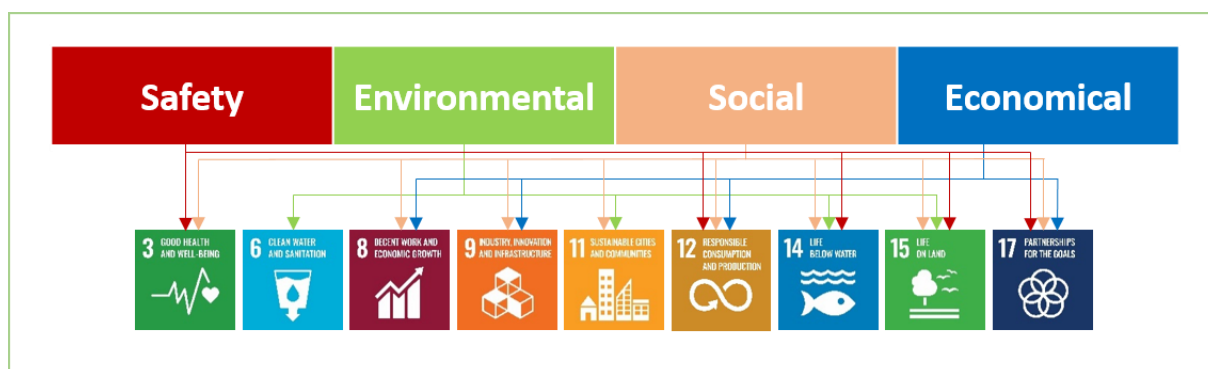 Safety
Environmental
Social
Economical
3 GOOD HEALTH
AND WELL-BEING
6 CLEAN WATER
AND SANITATION
8 DECENT WORK AND
ECONOMIC GROWTH
9 INDUSTRY, INNOVATION
AND INFRASTRUCTURE
11 SUSTAINABLE CITIES
AND COMMUNITIES
12 RESPONSIBLE
CONSUMPTION
AND PRODUCTION
14 LIFE
BELOW WATER
15 LIFE
ON LAND
17 PARTNERSHIPS
FOR THE GOALS